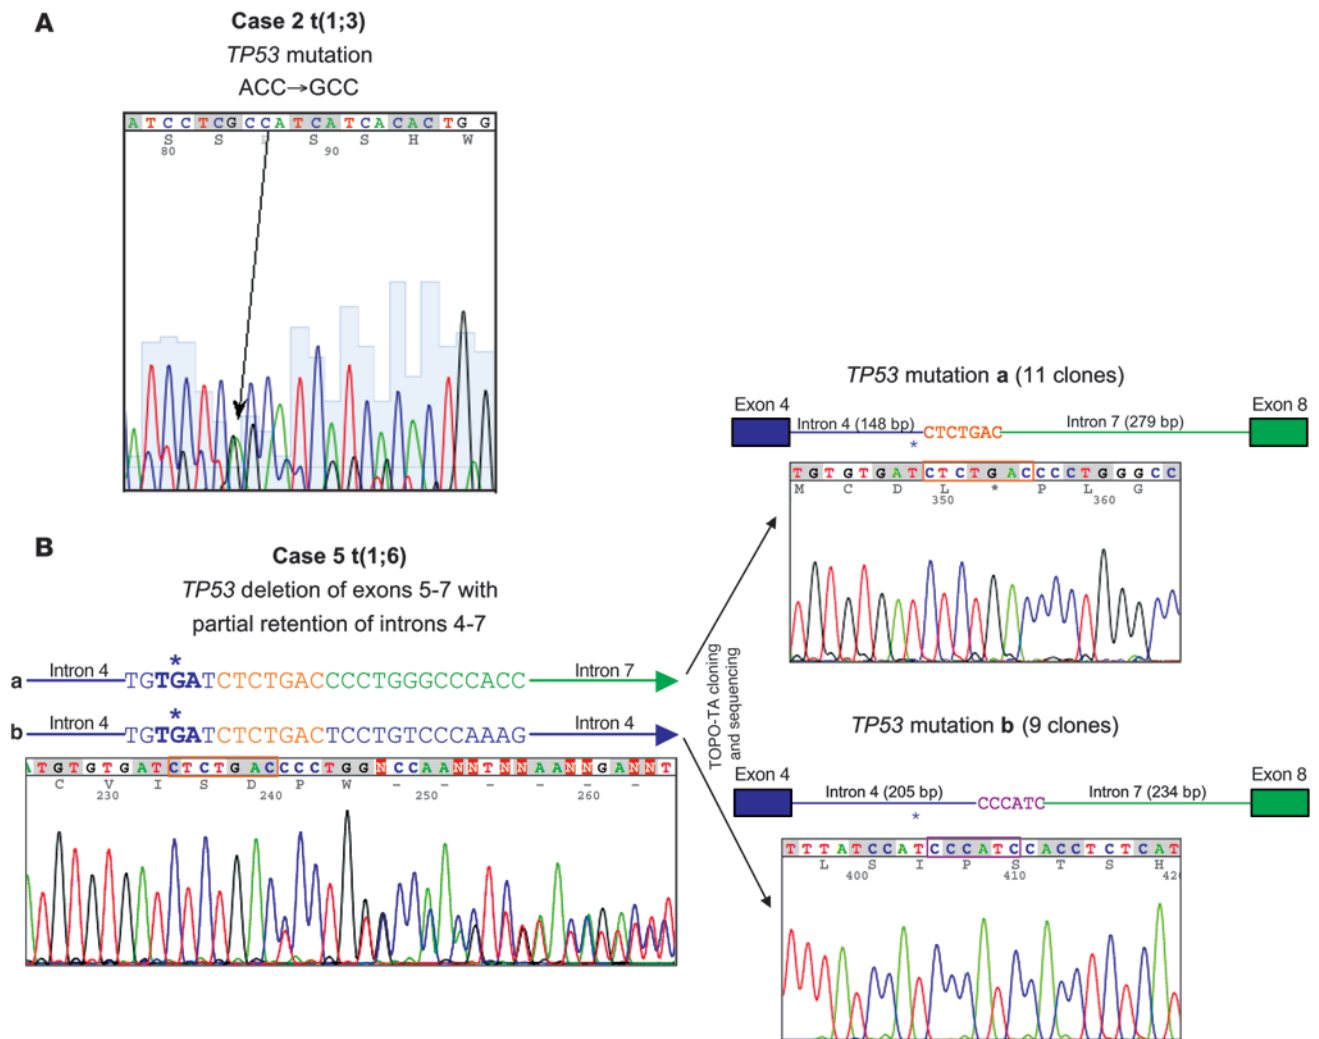 A
Case 2 t(1;3)
TP53 mutation
ACC→GCC
ATCCTCGCCATCATCACACTGG
S S S S H W
80 90
B
Case 5 t(1;6)
TP53 deletion of exons 5-7 with
partial retention of introns 4-7
*
a Intron 4 TGTGATCTCTGACCCCTGGGCCCACC Intron 7
*
b Intron 4 TGTGATCTCTGACTCCTGTCCCAAAG Intron 4
ATGTGTGATCTCTGACCCCTGGNCCAANNTNNAANNGANNT
C V I S D P W - - - - - -
230 240 250 260
TOPO-TA cloning
and sequencing
TP53 mutation a (11 clones)
Exon 4 Exon 8
Intron 4 (148 bp) CTCTGAC Intron 7 (279 bp)
*
TGTGTGATCTCTGACCCCTGGGCC
M C D L * P L G
350 360
TP53 mutation b (9 clones)
Exon 4 Exon 8
Intron 4 (205 bp) CCCATC Intron 7 (234 bp)
*
TTTATCCATCCCATCCACCTCTCAT
L S I P S T S H
400 410 420